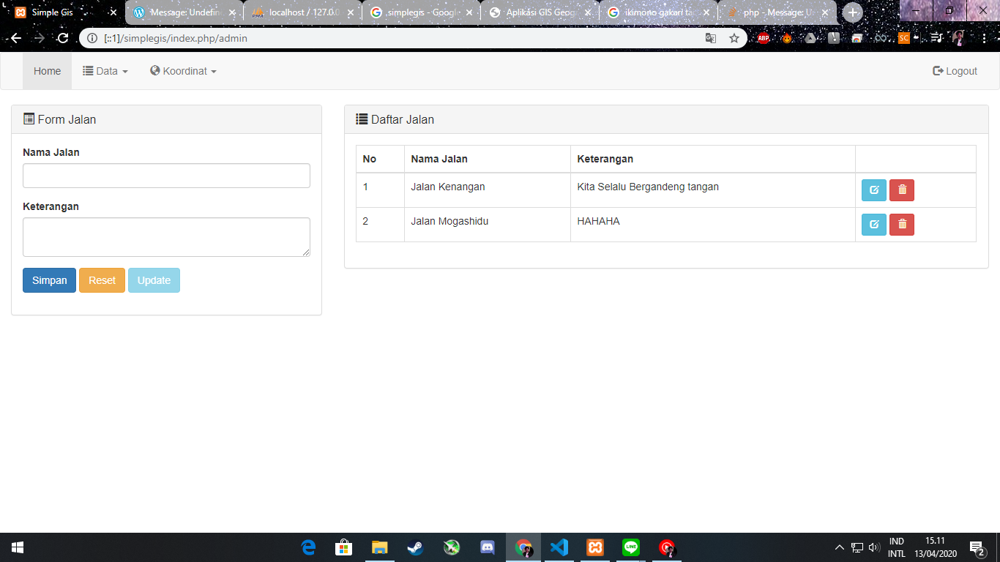 Simple Gis
Message: Undefin
localhost / 127.0.0
simplegis - Google
Aplikasi GIS Geog
ikimono gakari ta
php - Message: U
[::1]/simplegis/index.php/admin
ABP
SC
Home
Data
Koordinat
Logout
Form Jalan
Nama Jalan
Keterangan
Simpan
Reset
Update
Daftar Jalan
No Nama Jalan Keterangan
1 Jalan Kenangan Kita Selalu Bergandeng tangan
2 Jalan Mogashidu HAHAHA
LINE
IND
INTL
15.11
13/04/2020
2